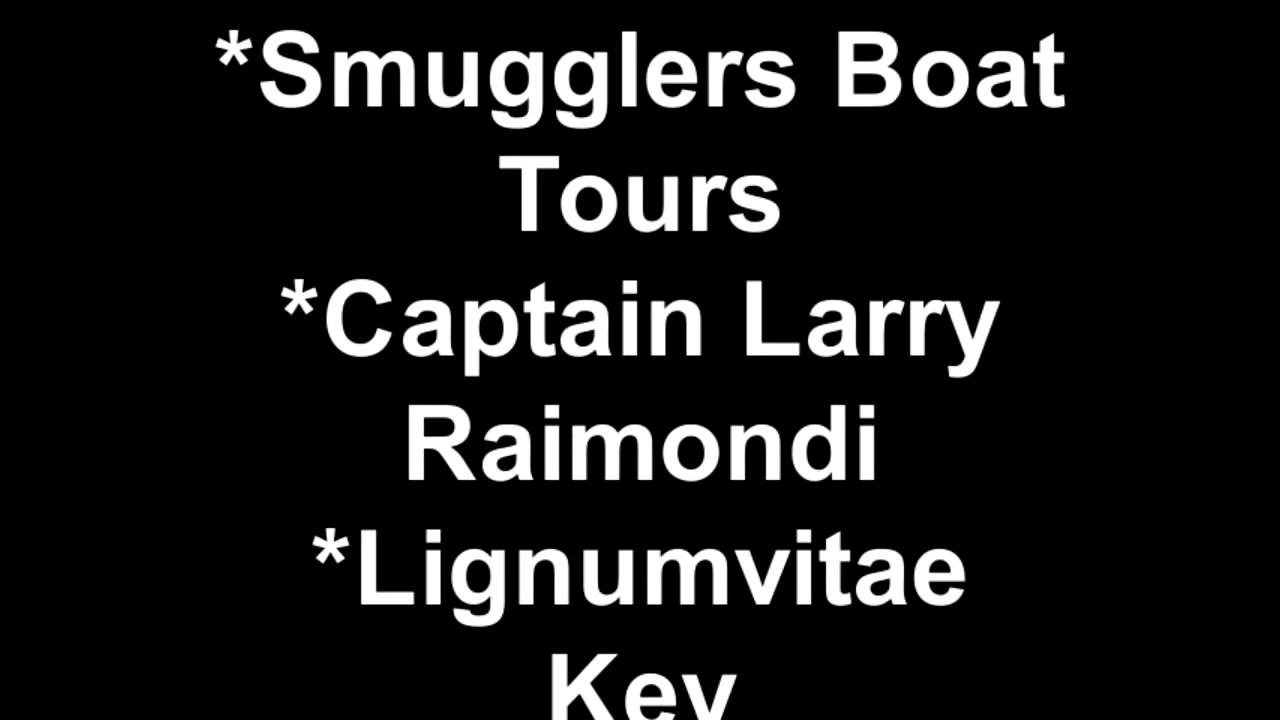 *Smugglers Boat
Tours
*Captain Larry
Raimondi
*Lignumvitae
Key